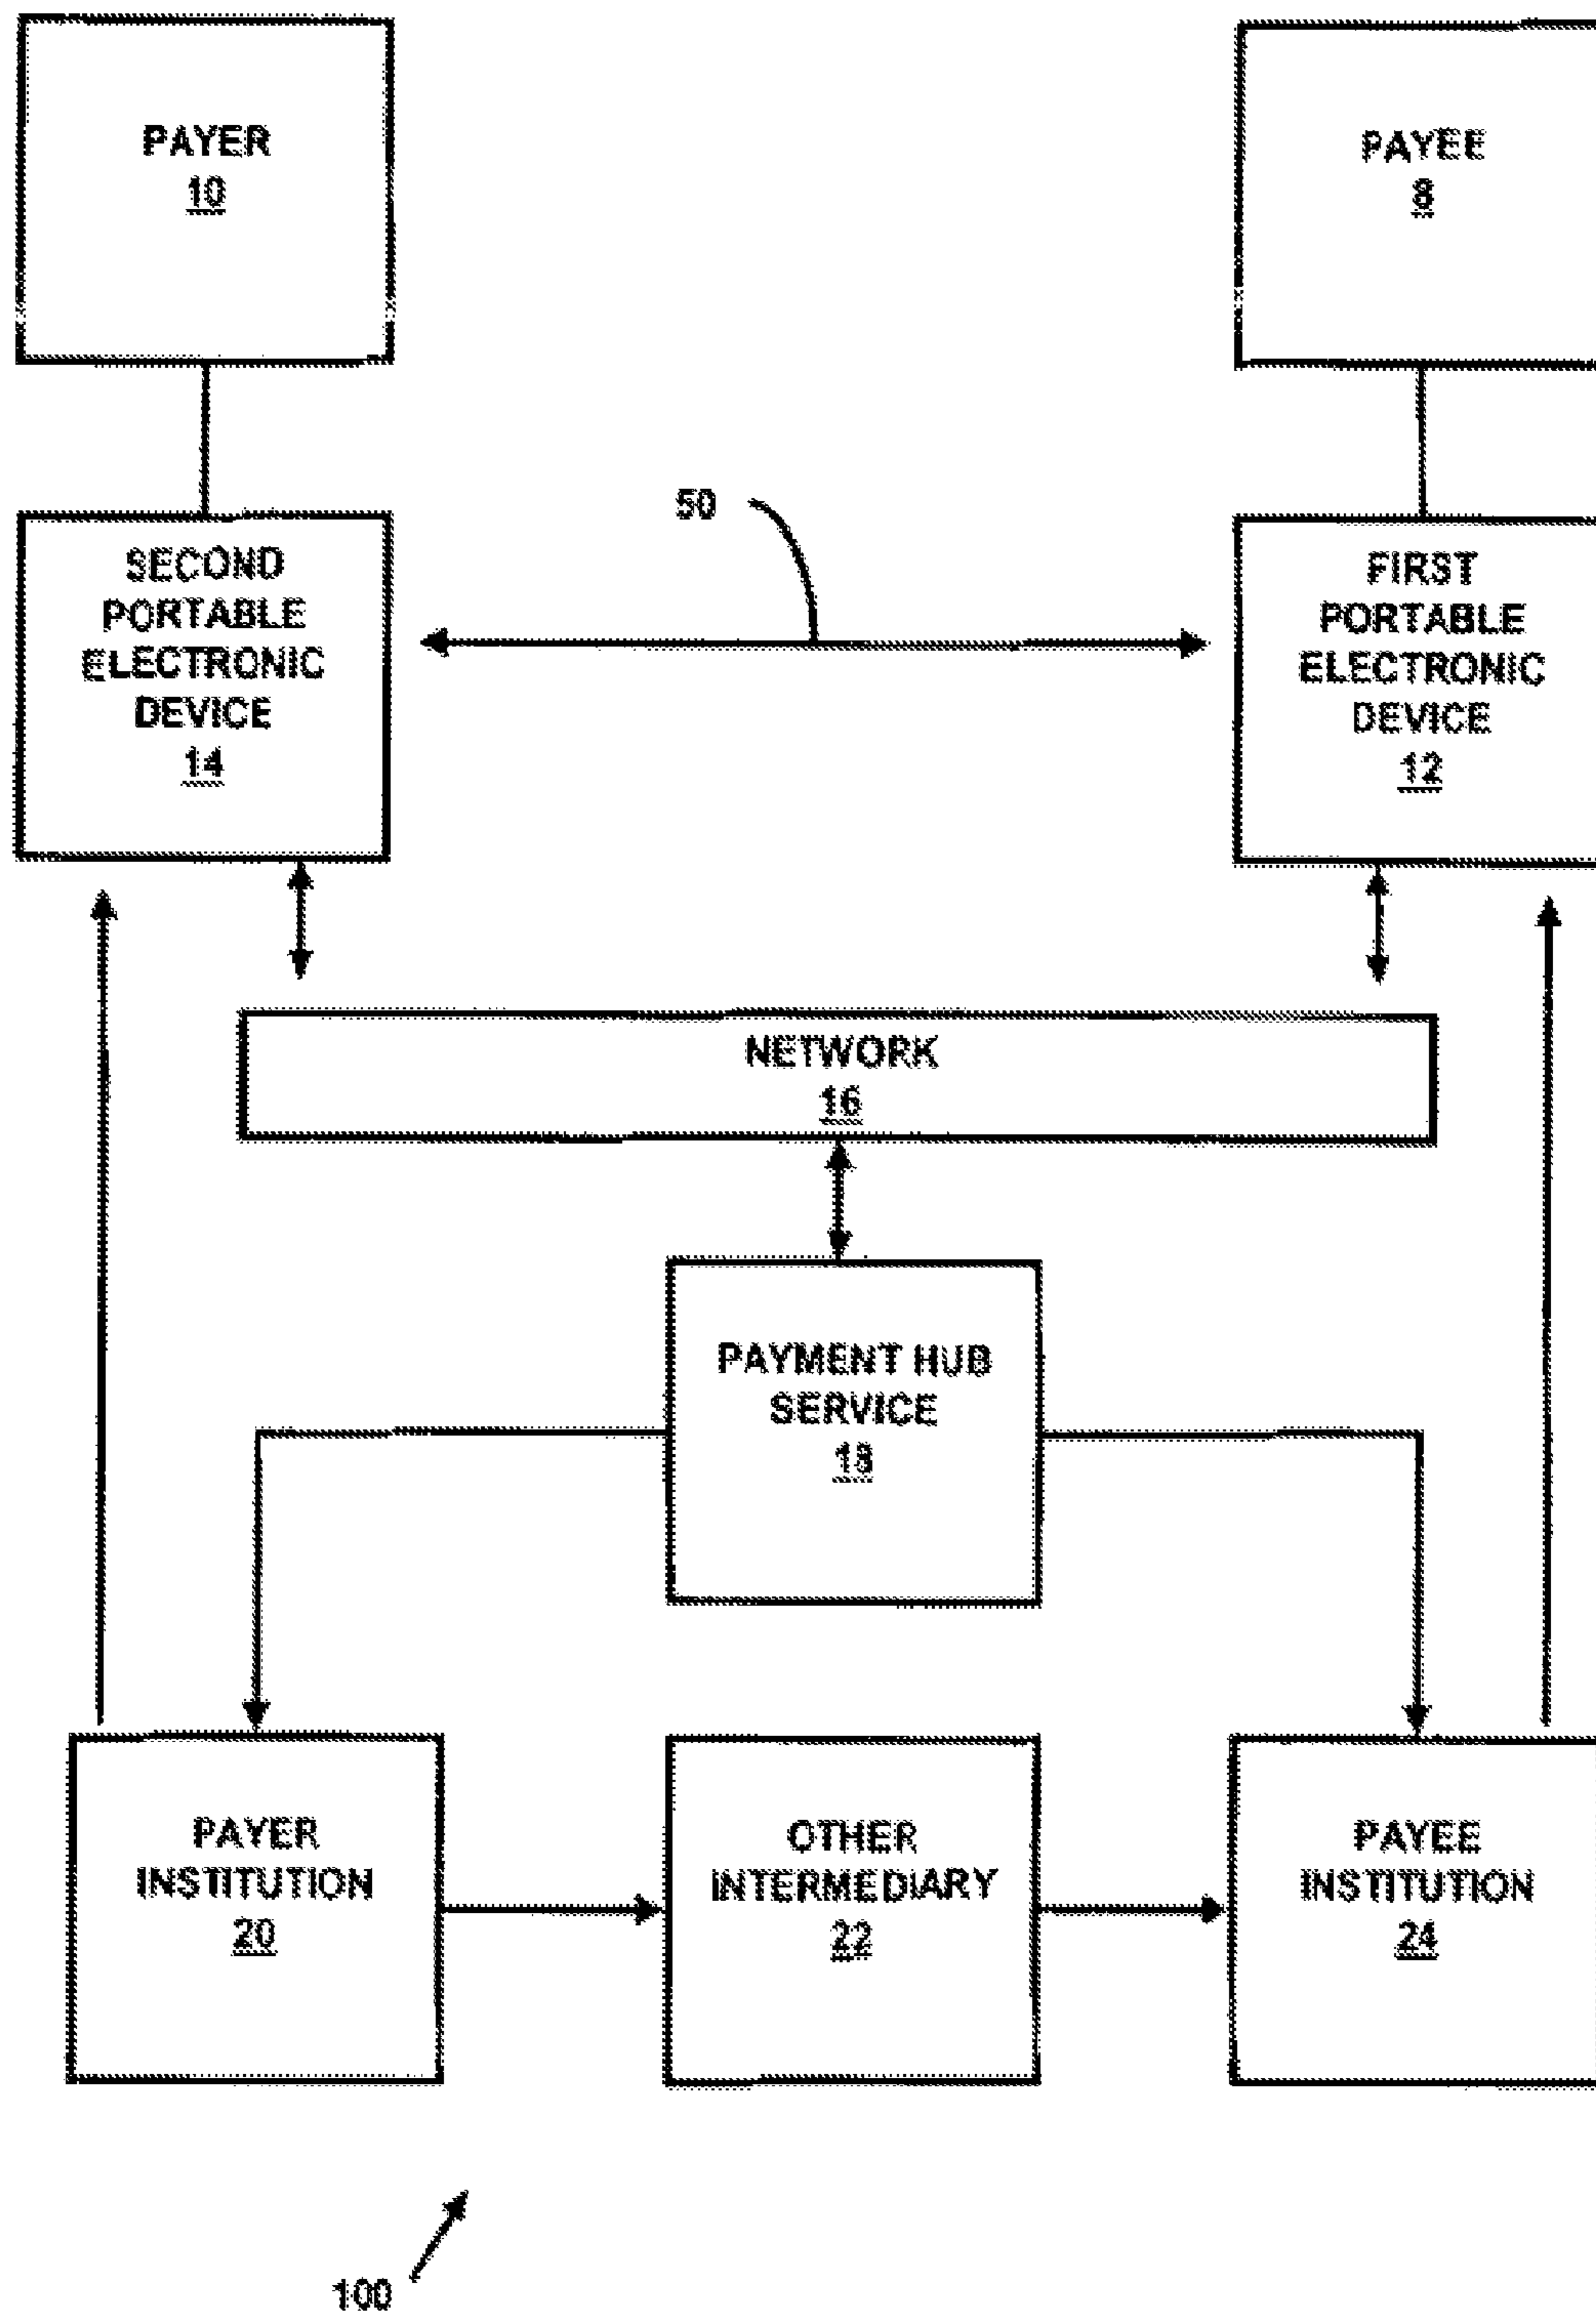 PAYER
10
PAYEE
8
50
SECOND
PORTABLE
ELECTRONIC
DEVICE
14
FIRST
PORTABLE
ELECTRONIC
DEVICE
12
NETWORK
16
PAYMENT HUB
SERVICE
18
PAYER
INSTITUTION
20
OTHER
INTERMEDIARY
22
PAYEE
INSTITUTION
24
100